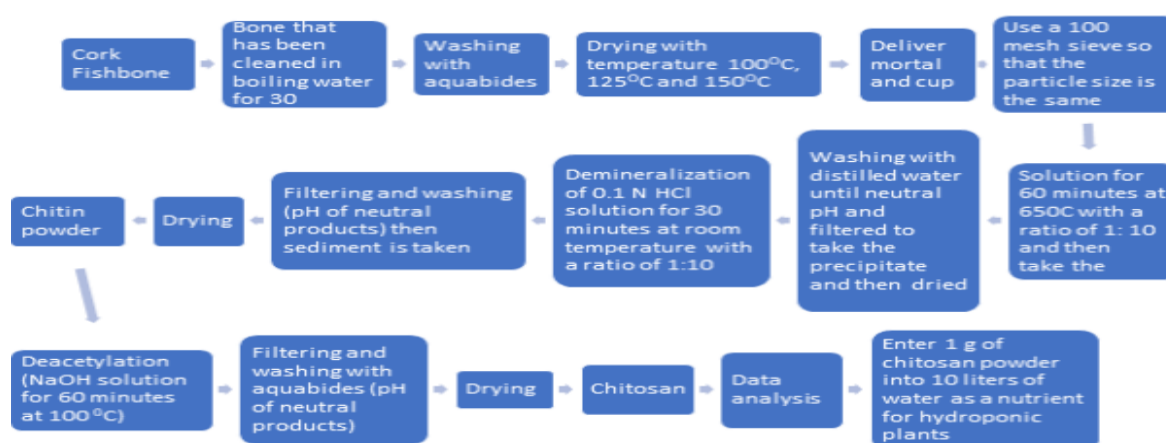 Cork
Fishbone
Bone that
has been
cleaned in
boiling water
for 30
Washing
with
aquabides
Drying with
temperature 100⁰C,
125⁰C and 150⁰C
Deliver
mortal and cup
Use a 100
mesh sieve so
that the
particle size is
the same
Solution for
60 minutes at
650C with a
ratio of 1: 10
and then
take the
Washing with
distilled water
until neutral
pH and
filtered to
take the
precipitate
and then dried
Demineralization
of 0.1 N HCl
solution for 30
minutes at room
temperature with
a ratio of 1:10
Filtering and washing
(pH of neutral
products) then
sediment is taken
Drying
Chitin
powder
Deacetylation
(NaOH solution
for 60 minutes
at 100 ⁰C)
Filtering and
washing with
aquabides (pH
of neutral
products)
Drying
Chitosan
Data
analysis
Enter 1 g of
chitosan powder
into 10 liters of
water as a nutrient
for hydroponic
plants